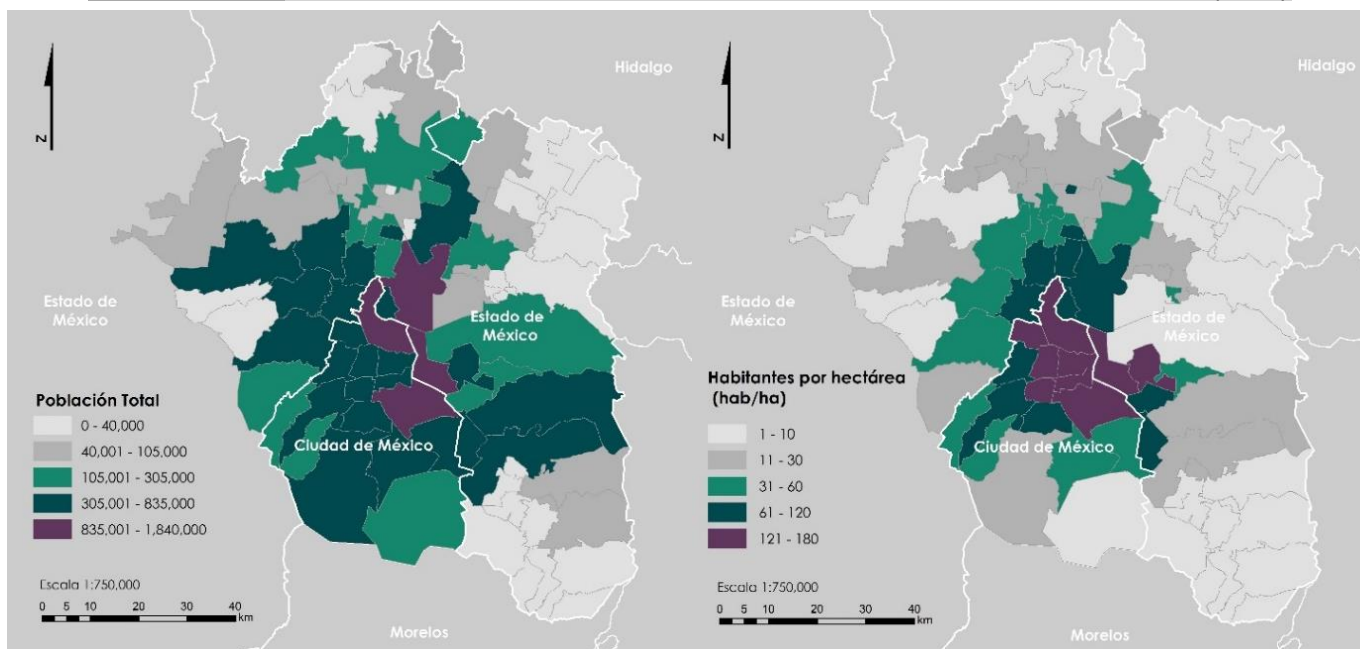 Hidalgo
N
Estado de
México
Estado de
México
Población Total
0 - 40,000
40,001 - 105,000
105,001 - 305,000
305,001 - 835,000
835,001 - 1,840,000
Ciudad de México
Escala 1:750,000
0 5 10 20 30 40
km
Morelos
Hidalgo
N
Estado de
México
Estado de
México
Habitantes por hectárea
(hab/ha)
1 - 10
11 - 30
31 - 60
61 - 120
121 - 180
Ciudad de México
Escala 1:750,000
0 5 10 20 30 40
km
Morelos